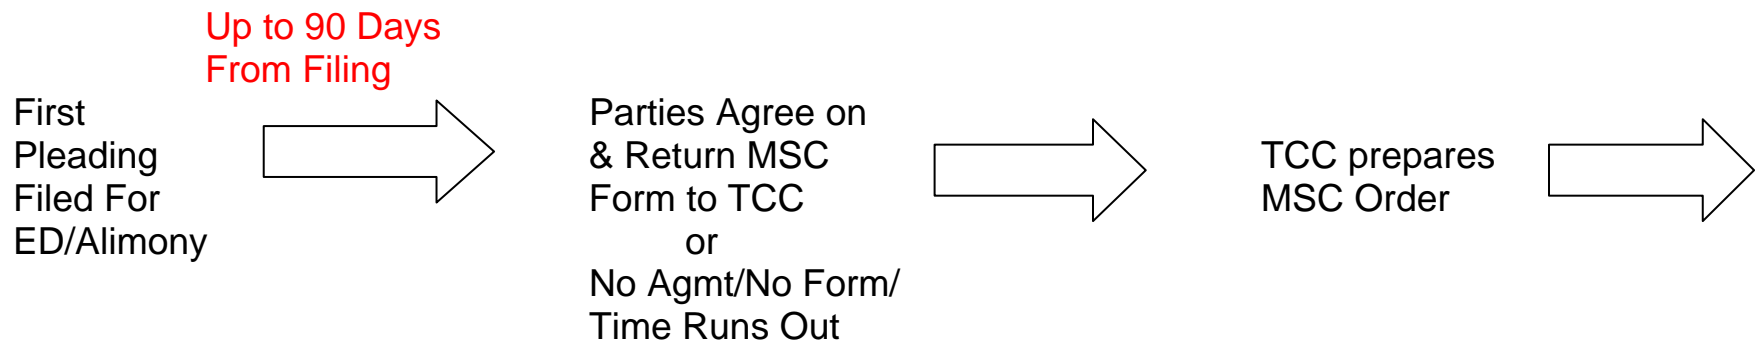 Up to 90 Days
From Filing
First
Pleading
Filed For
ED/Alimony
Parties Agree on
& Return MSC
Form to TCC
or
No Agmt/No Form/
Time Runs Out
TCC prepares
MSC Order